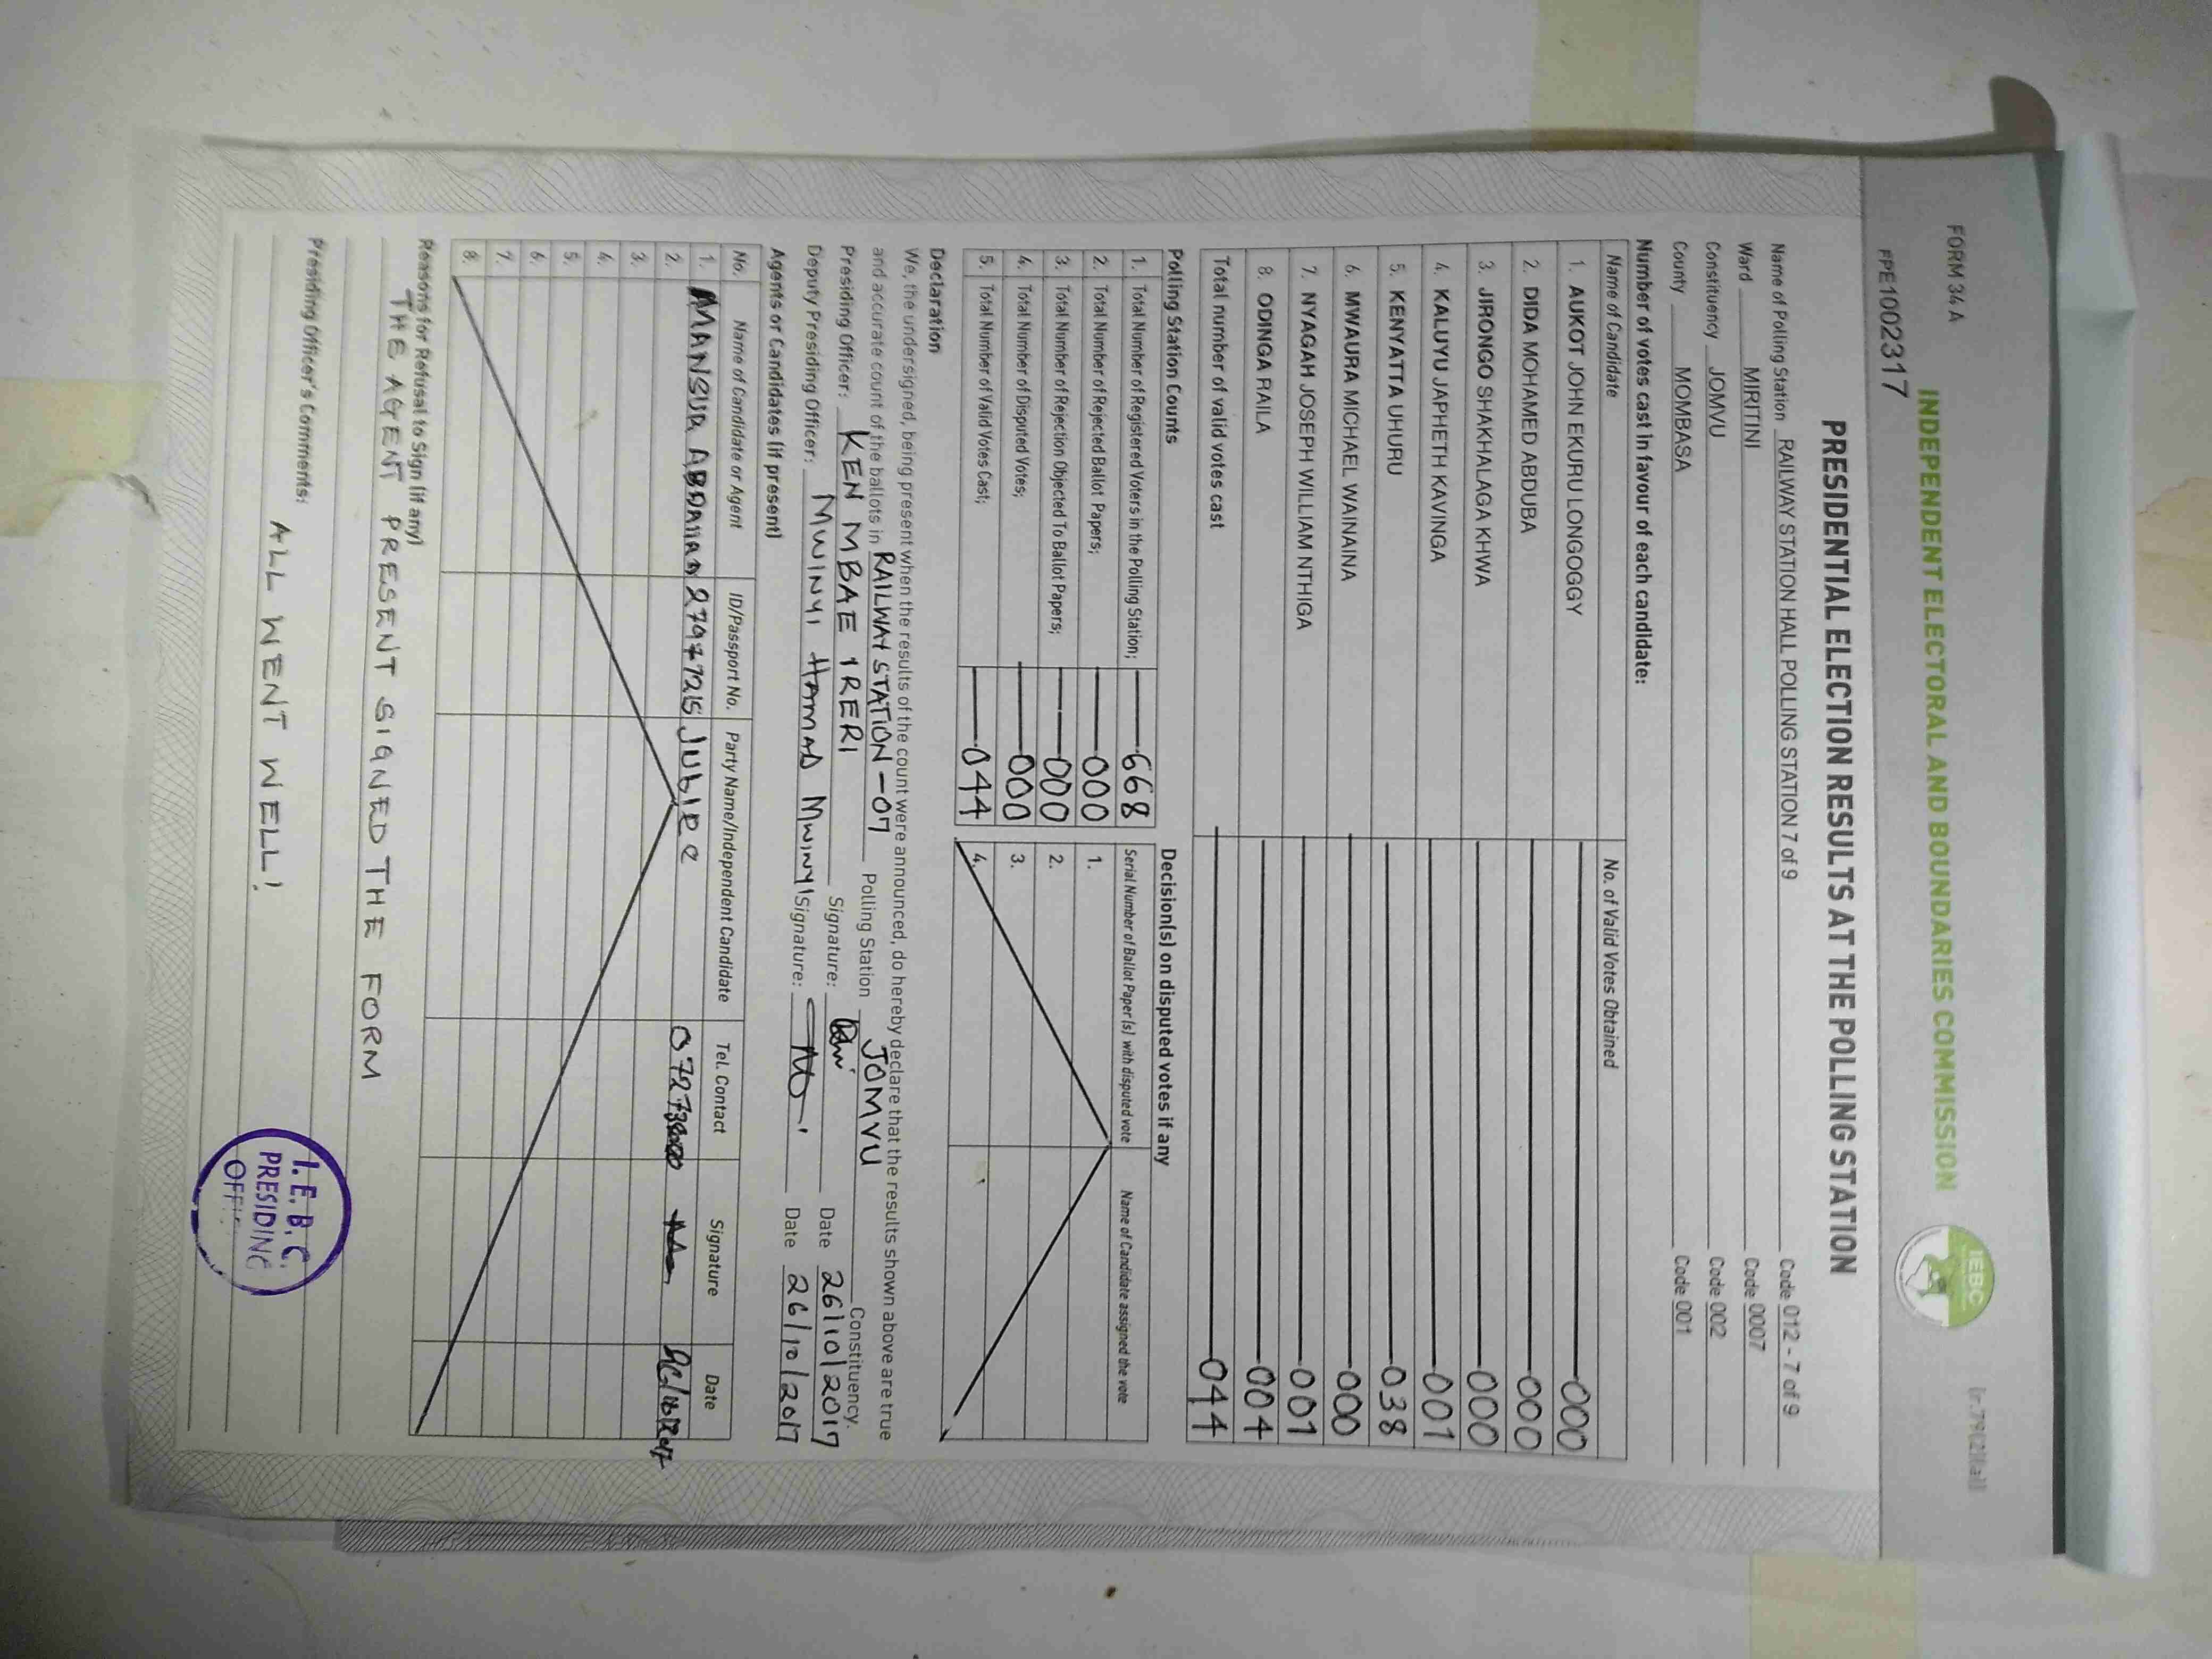 FORM 34 A
INDEPENDENT ELECTORAL AND BOUNDARIES COMMISSION
IEBC
PPE1002317
PRESIDENTIAL ELECTION RESULTS AT THE POLLING STATION
Name of Polling Station RAILWAY STATION HALL POLLING STATION 7 of 9 Code 012 - 7 of 9
Ward MIRITINI Code 0007
Constituency JOMVU Code 002
County MOMBASA Code 001
Number of votes cast in favour of each candidate:
Name of Candidate No. of Valid Votes Obtained
1. AUKOT JOHN EKURU LONGOGGY 000
2. DIDA MOHAMED ABDUBA 000
3. JIRONGO SHAKHALAGA KHWA 000
4. KALUYU JAPHETH KAVINGA 001
5. KENYATTA UHURU 038
6. MWAURA MICHAEL WAINAINA 000
7. NYAGAH JOSEPH WILLIAM NTHIGA 001
8. ODINGA RAILA 004
Total number of valid votes cast 044
Polling Station Counts Decision(s) on disputed votes if any
Serial Number of Ballot Paper (s) with disputed vote Name of Candidate assigned the vote
1. Total Number of Registered Voters in the Polling Station; 668
2. Total Number of Rejected Ballot Papers; 000 1.
3. Total Number of Rejection Objected To Ballot Papers; 000 2.
4. Total Number of Disputed Votes; 000 3.
5. Total Number of Valid Votes Cast; 044 4.
Declaration
We, the undersigned, being present when the results of the count were announced, do hereby declare that the results shown above are true
and accurate count of the ballots in RAILWAY STATION - 07 Polling Station JOMVU Constituency.
Presiding Officer: KEN MBAE IRERI Signature: Date 26/10/2017
Deputy Presiding Officer: MWINYI HAMAD MWINYI Signature: Date 26/10/2017
Agents or Candidates (if present)
No. Name of Candidate or Agent ID/Passport No. Party Name/Independent Candidate Tel. Contact Signature Date
1. JUBILEE
2.
3.
4.
5.
6.
7.
8.
Reasons for Refusal to Sign (if any)
THE AGENT PRESENT SIGNED THE FORM
Presiding Officer's Comments:
ALL WENT WELL!
I.E.B.C.
PRESIDING